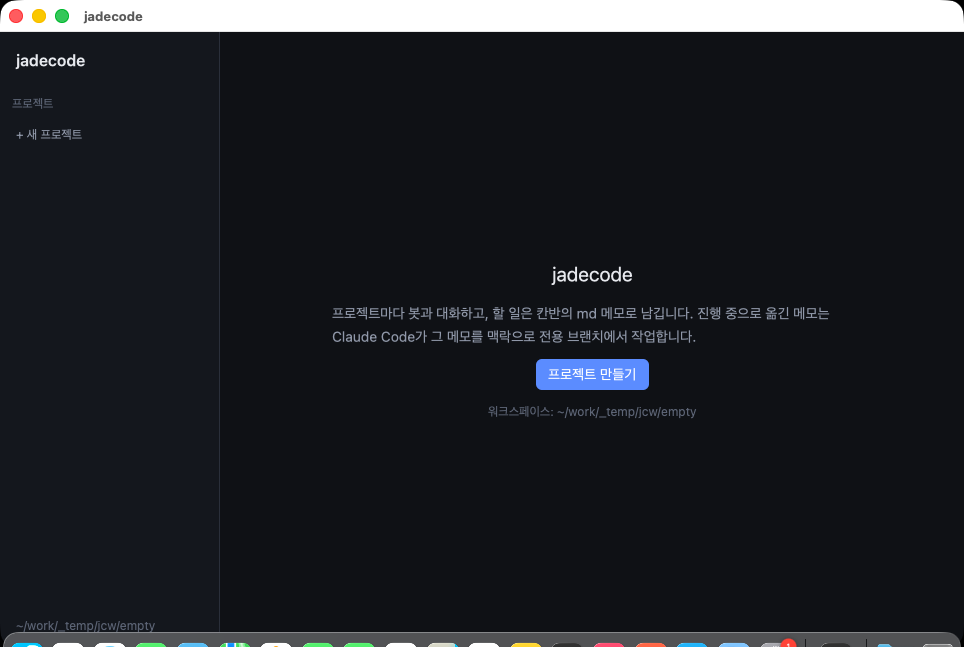 jadecode
jadecode
프로젝트
+ 새 프로젝트
jadecode
프로젝트마다 봇과 대화하고, 할 일은 칸반의 md 메모로 남깁니다. 진행 중으로 옮긴 메모는
Claude Code가 그 메모를 맥락으로 전용 브랜치에서 작업합니다.
프로젝트 만들기
워크스페이스: ~/work/_temp/jcw/empty
~/work/_temp/jcw/empty